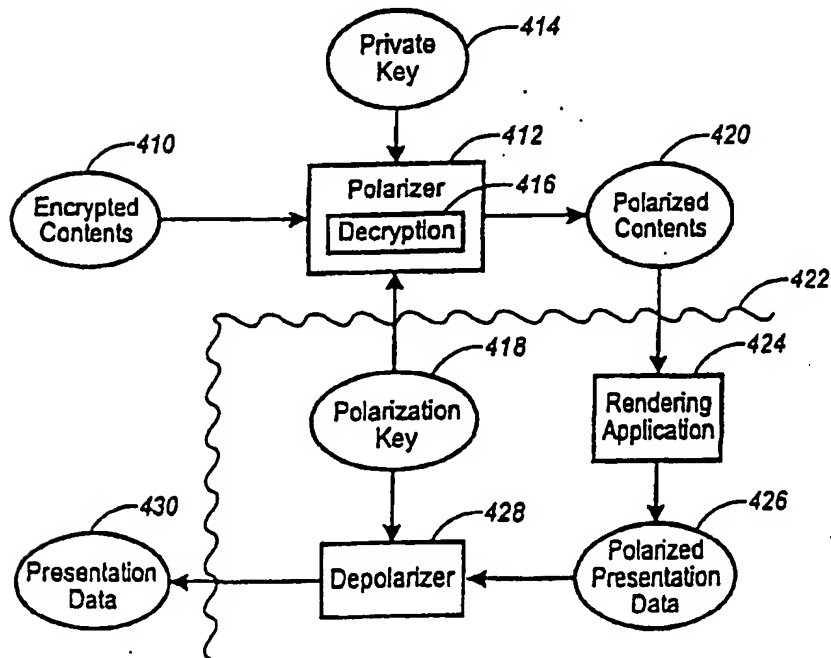 Private
Key
414
410
412
420
Encrypted
Contents
Polarizer
416
Decryption
Polarized
Contents
422
418
424
Polarization
Key
Rendering
Application
430
428
426
Presentation
Data
Depolarizer
Polarized
Presentation
Data